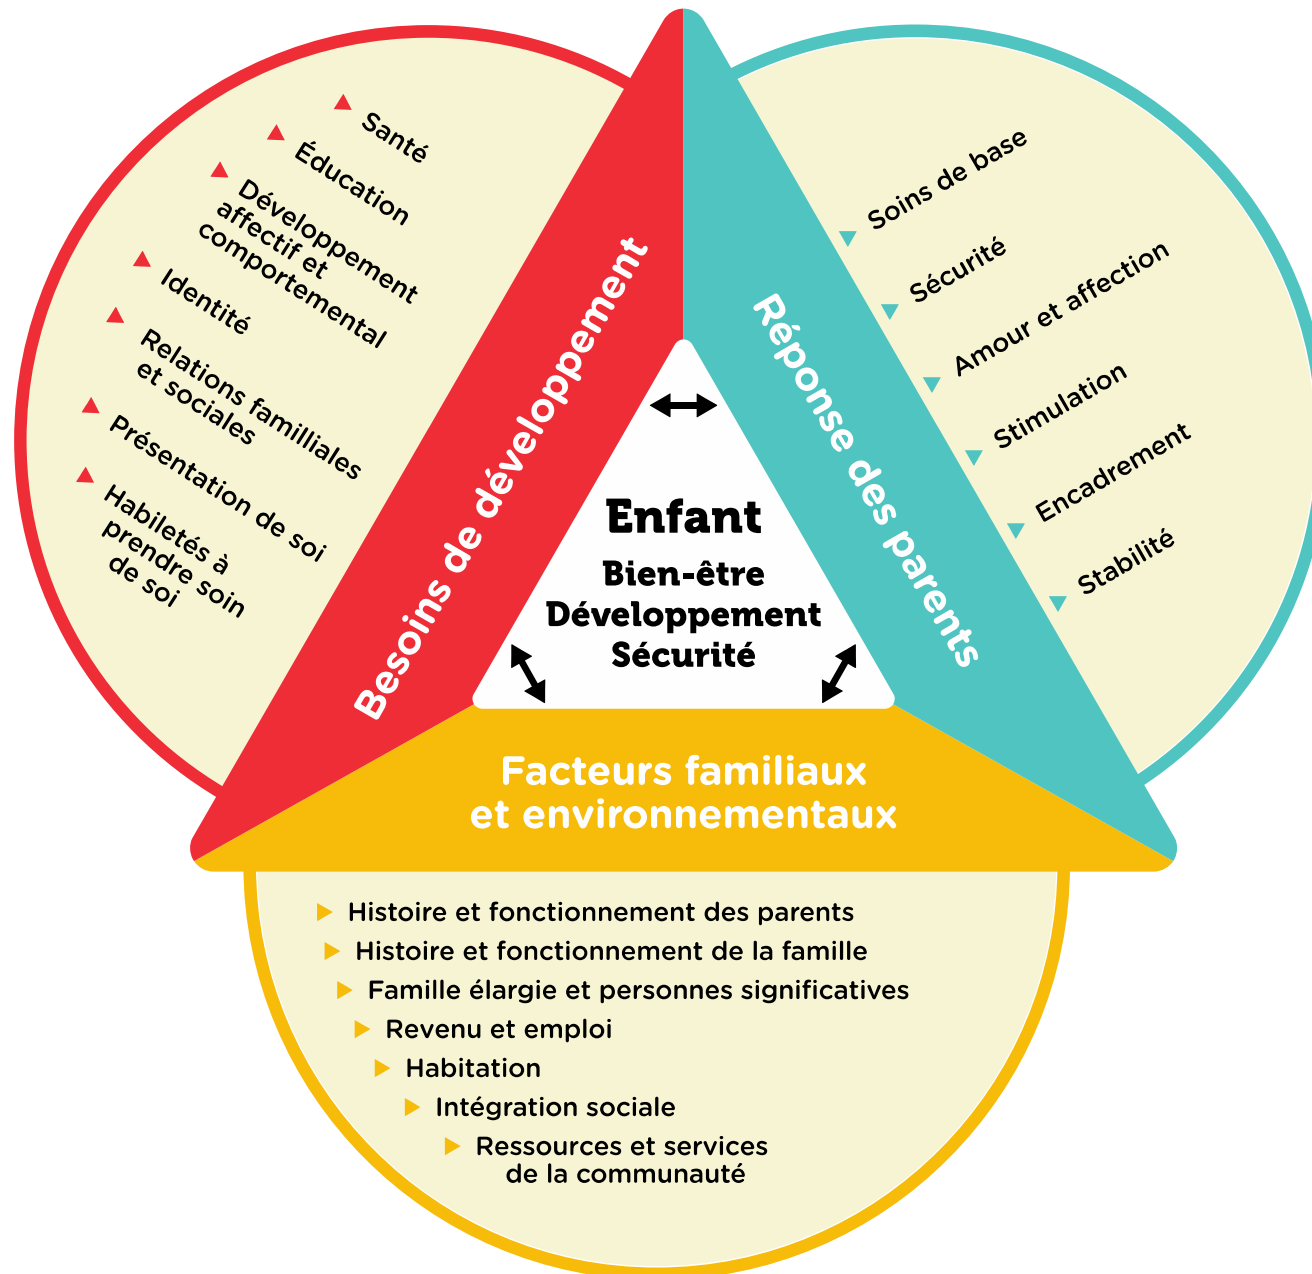 Santé
Éducation
Développement
affectif et
comportemental
Identité
Relations familliales
et sociales
Présentation de soi
Habiletés à
prendre soin
de soi
Besoins de développement
Réponse des parents
Soins de base
Sécurité
Amour et affection
Stimulation
Encadrement
Stabilité
Enfant
Bien-être
Développement
Sécurité
Facteurs familiaux
et environnementaux
Histoire et fonctionnement des parents
Histoire et fonctionnement de la famille
Famille élargie et personnes significatives
Revenu et emploi
Habitation
Intégration sociale
Ressources et services
de la communauté